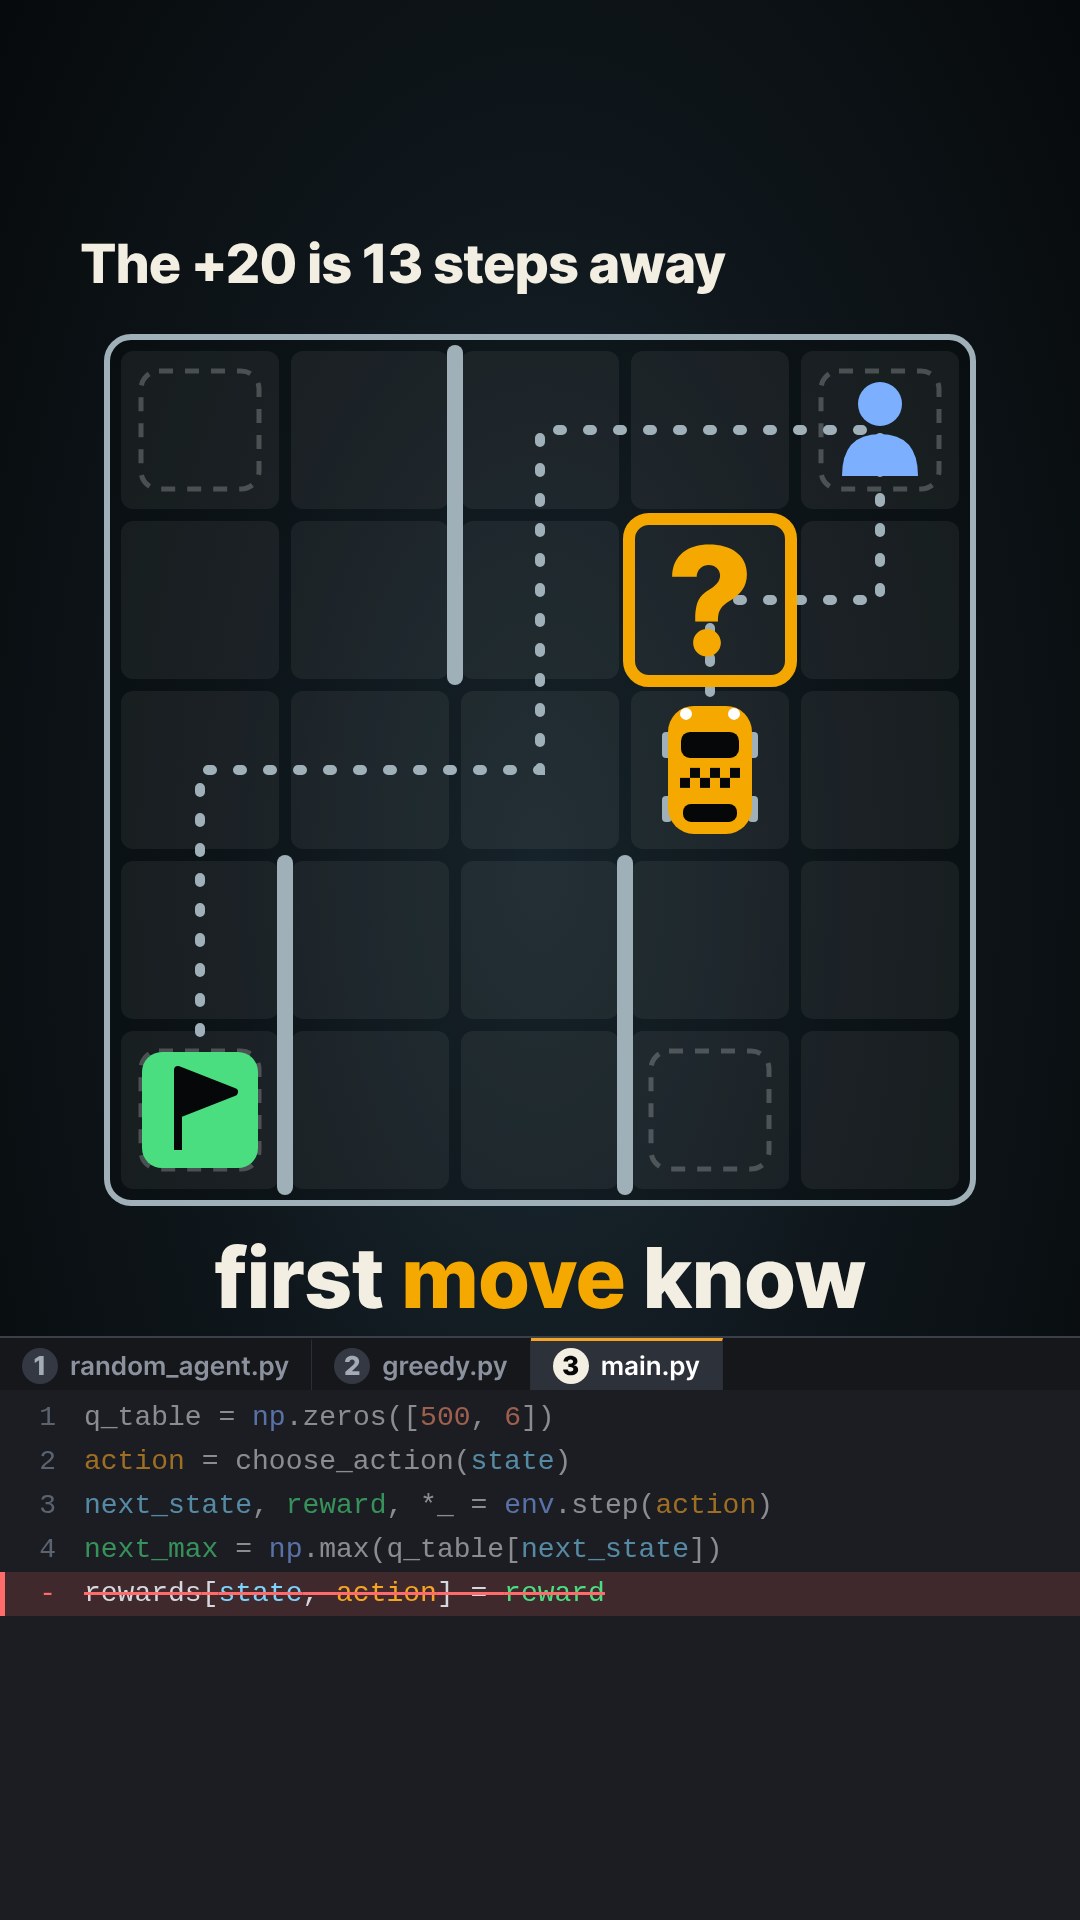 The +20 is 13 steps away
?
first move know
1 random_agent.py 2 greedy.py 3 main.py
1 q_table = np.zeros([500, 6])
2 action = choose_action(state)
3 next_state, reward, *_ = env.step(action)
4 next_max = np.max(q_table[next_state])
- rewards[state, action] = reward